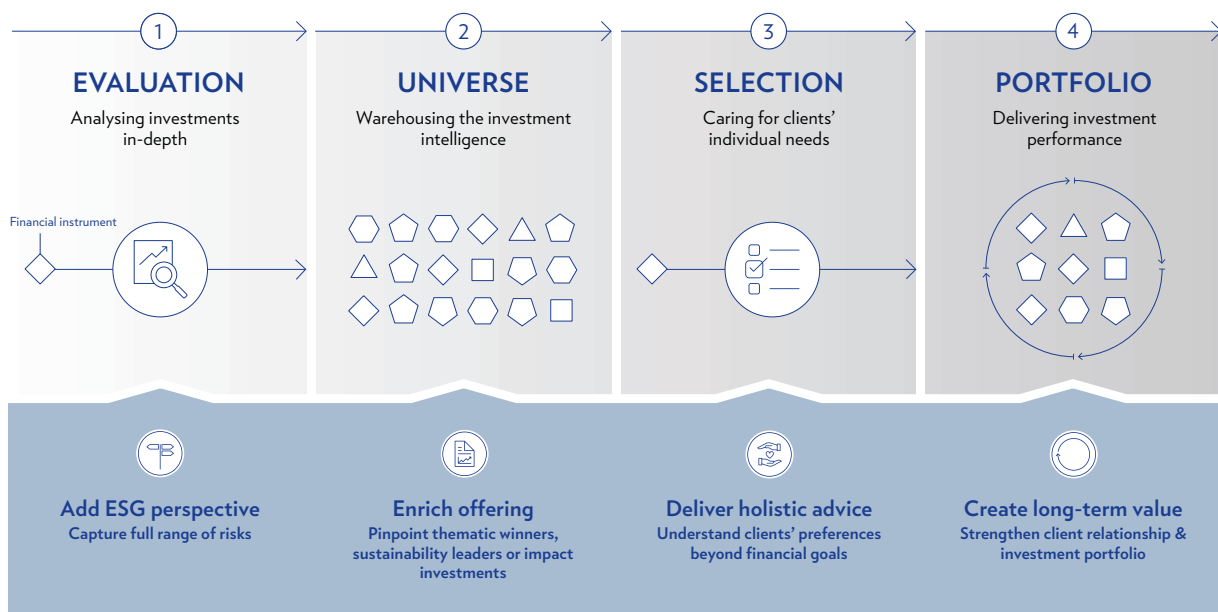 1
EVALUATION
Analysing investments
in-depth
Financial instrument
2
UNIVERSE
Warehousing the investment
intelligence
3
SELECTION
Caring for clients'
individual needs
4
PORTFOLIO
Delivering investment
performance
Add ESG perspective
Capture full range of risks
Enrich offering
Pinpoint thematic winners,
sustainability leaders or impact
investments
Deliver holistic advice
Understand clients' preferences
beyond financial goals
Create long-term value
Strengthen client relationship &
investment portfolio